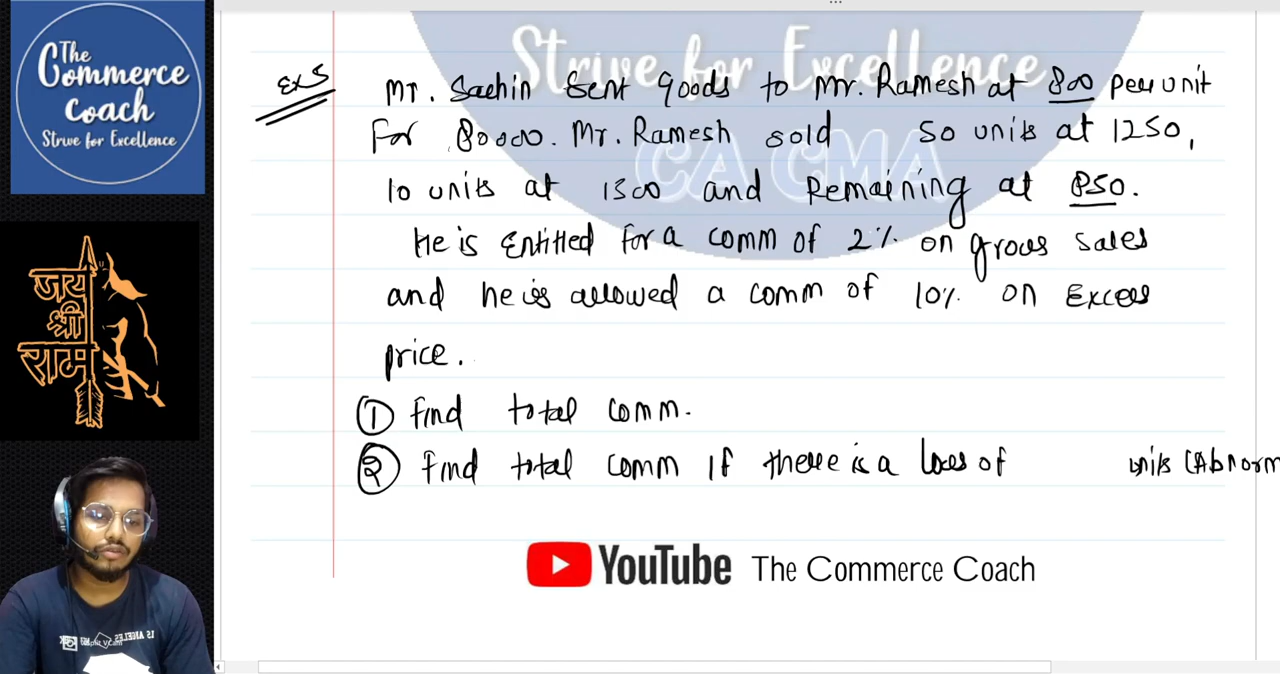 The
Commerce
Coach
Strive for Excellence
Strive for Excellence
CA CMA
जय
श्री
राम
Ex 5
Mr. Sachin Sent Goods to Mr. Ramesh at 800 per unit
For 80000. Mr. Ramesh sold 50 units at 1250,
10 units at 1300 and Remaining at 850.
He is Entitled for a comm of 2% on gross sales
and he is allowed a comm of 10% on Excess
price.
① Find total comm.
② Find total comm If there is a loss of units (Abnorm
YouTube The Commerce Coach